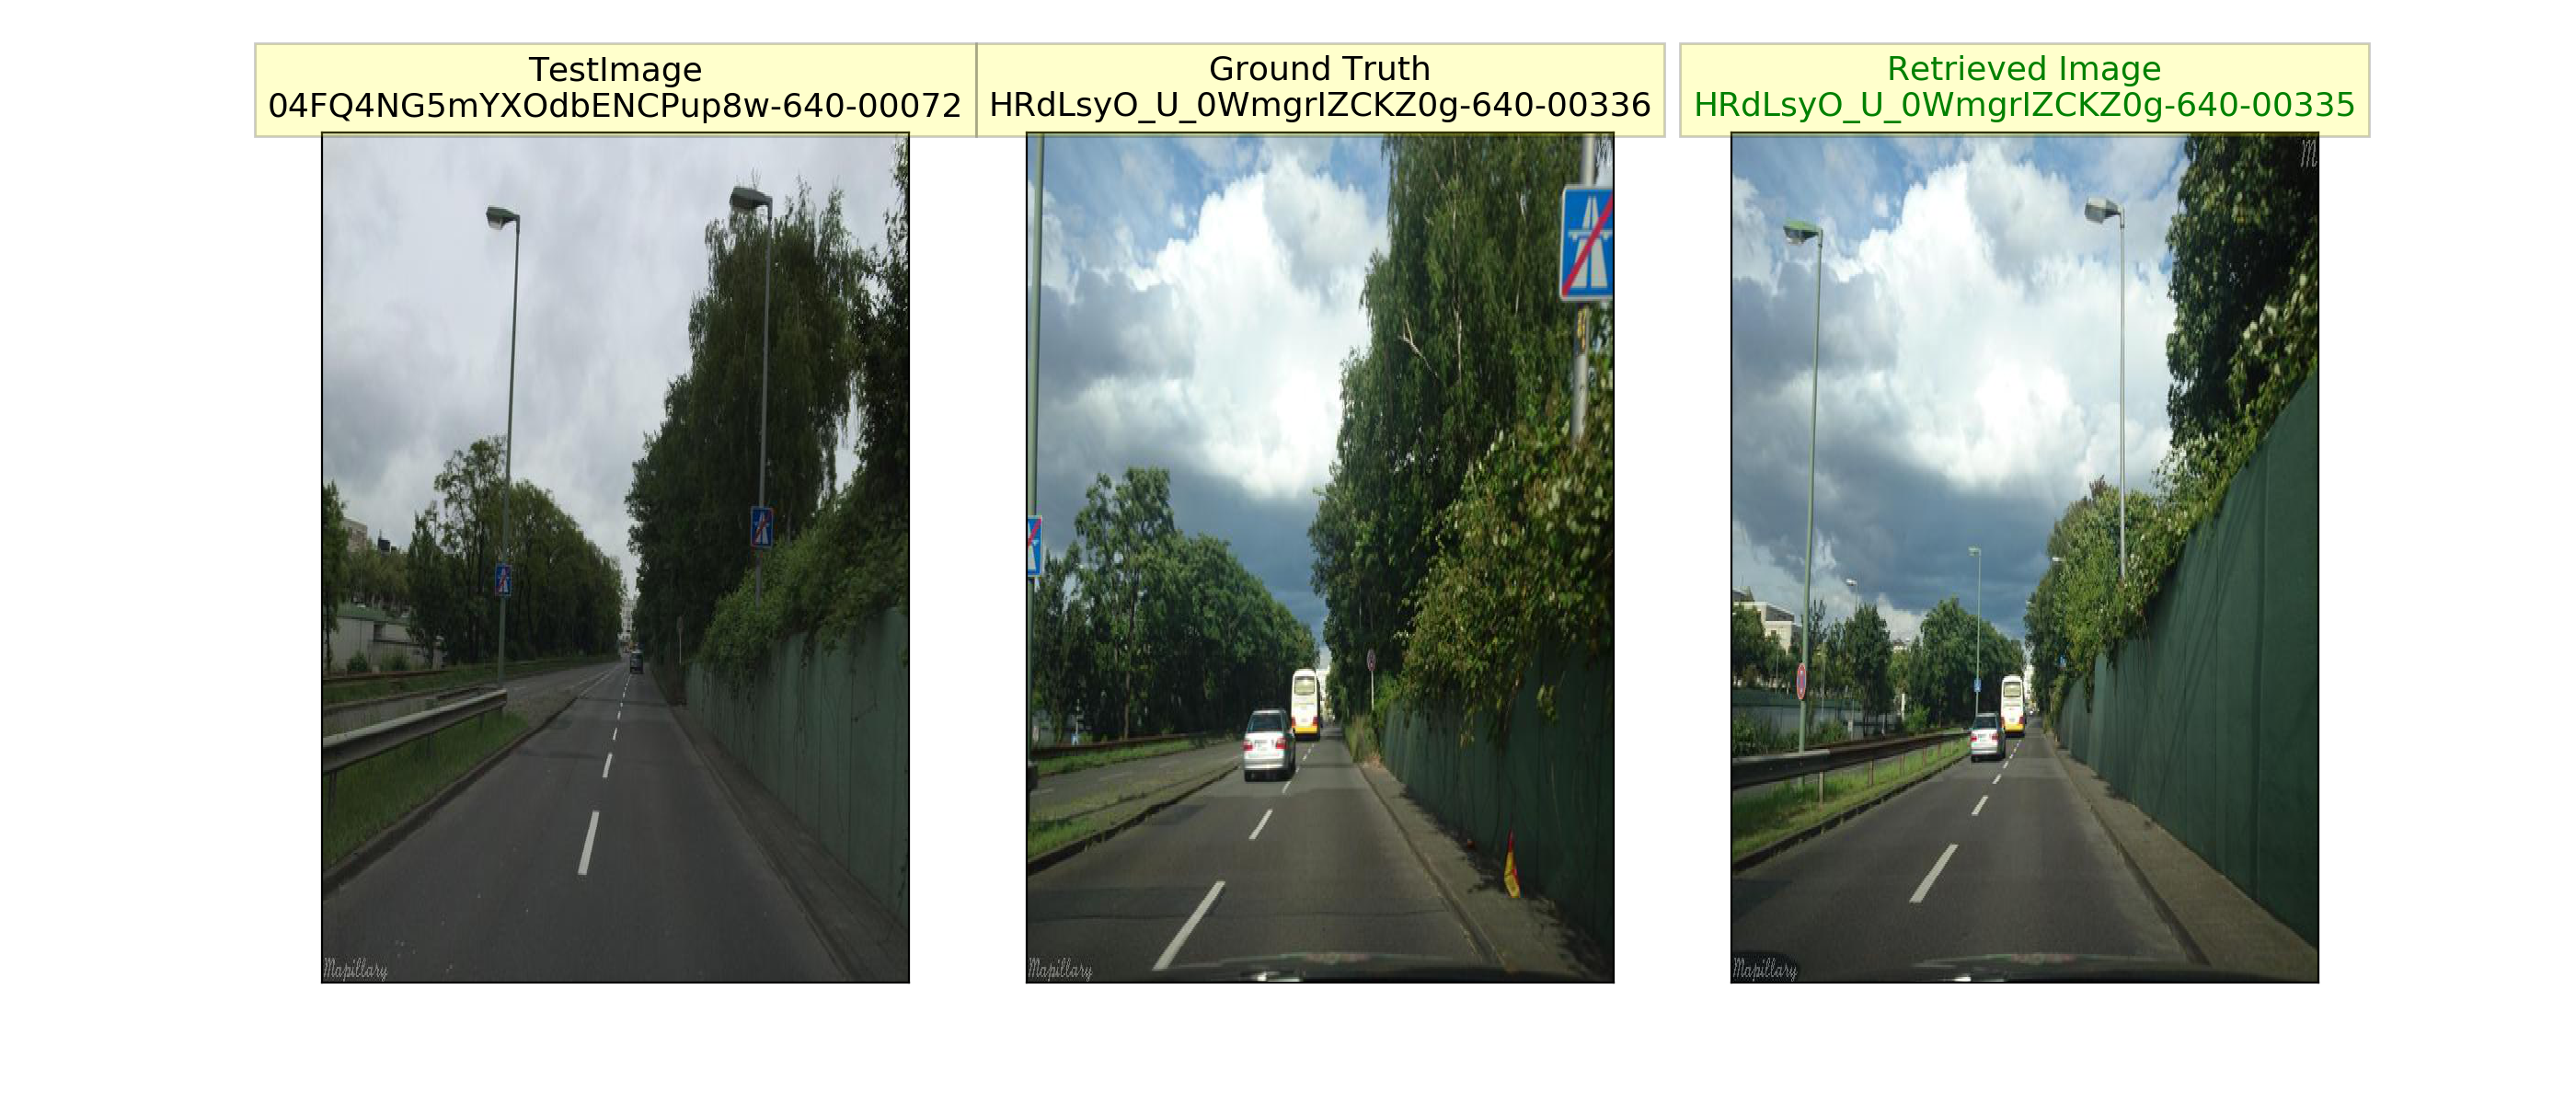 TestImage
04FQ4NG5mYXOdbENCPup8w-640-00072
Ground Truth
HRdLsyO_U_0WmgrIZCKZ0g-640-00336
Retrieved Image
HRdLsyO_U_0WmgrIZCKZ0g-640-00335
M
Mapillary
Mapillary
Mapillary